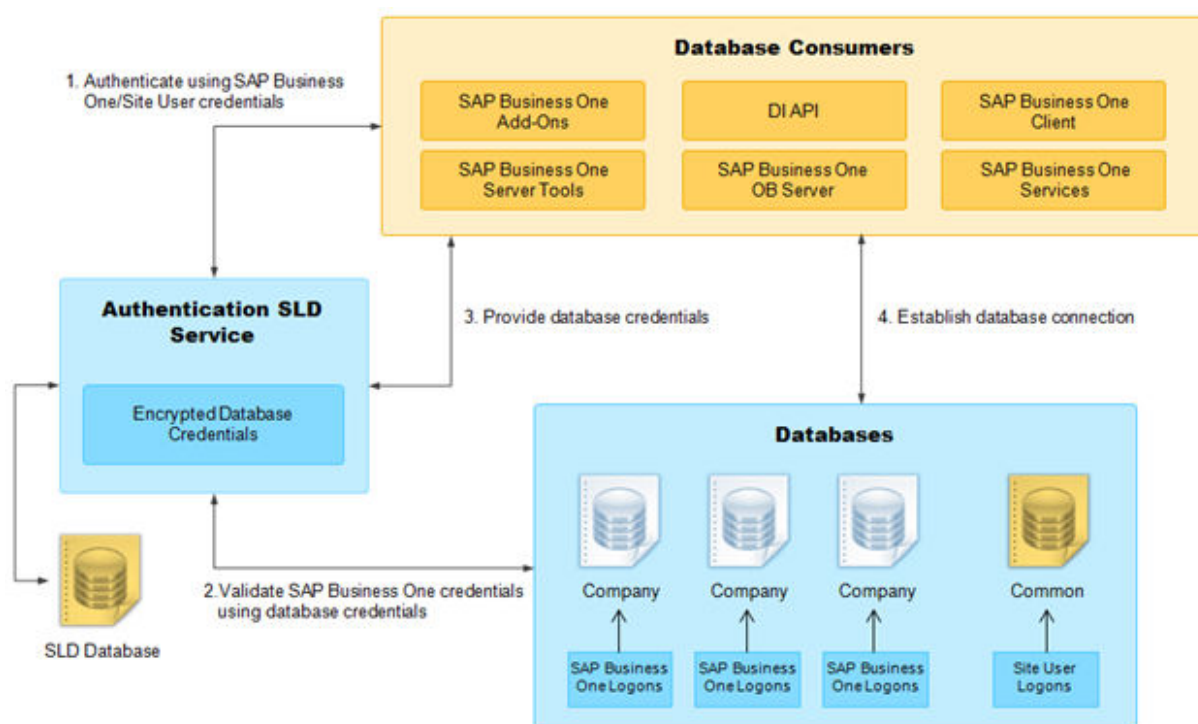 Database Consumers
1. Authenticate using SAP Business
One/Site User credentials
SAP Business One
Add-Ons
DI API
SAP Business One
Client
SAP Business One
Server Tools
SAP Business One
OB Server
SAP Business One
Services
Authentication SLD
Service
3. Provide database credentials
4. Establish database connection
Encrypted Database
Credentials
Databases
Company
Company
Company
Common
2.Validate SAP Business One credentials
using database credentials
SLD Database
SAP Business
One Logons
SAP Business
One Logons
SAP Business
One Logons
Site User
Logons